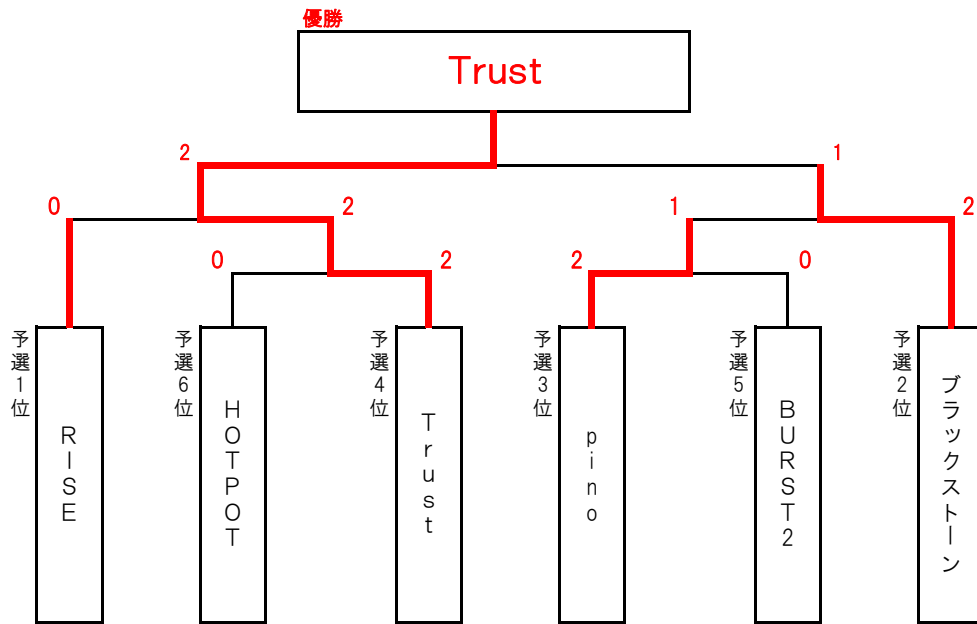 優勝
Trust
2
1
0
2
1
2
0
2
2
0
予選1位
RISE
予選6位
HOTPOT
予選4位
Trust
予選3位
pino
予選5位
BURST2
予選2位
ブラックストーン